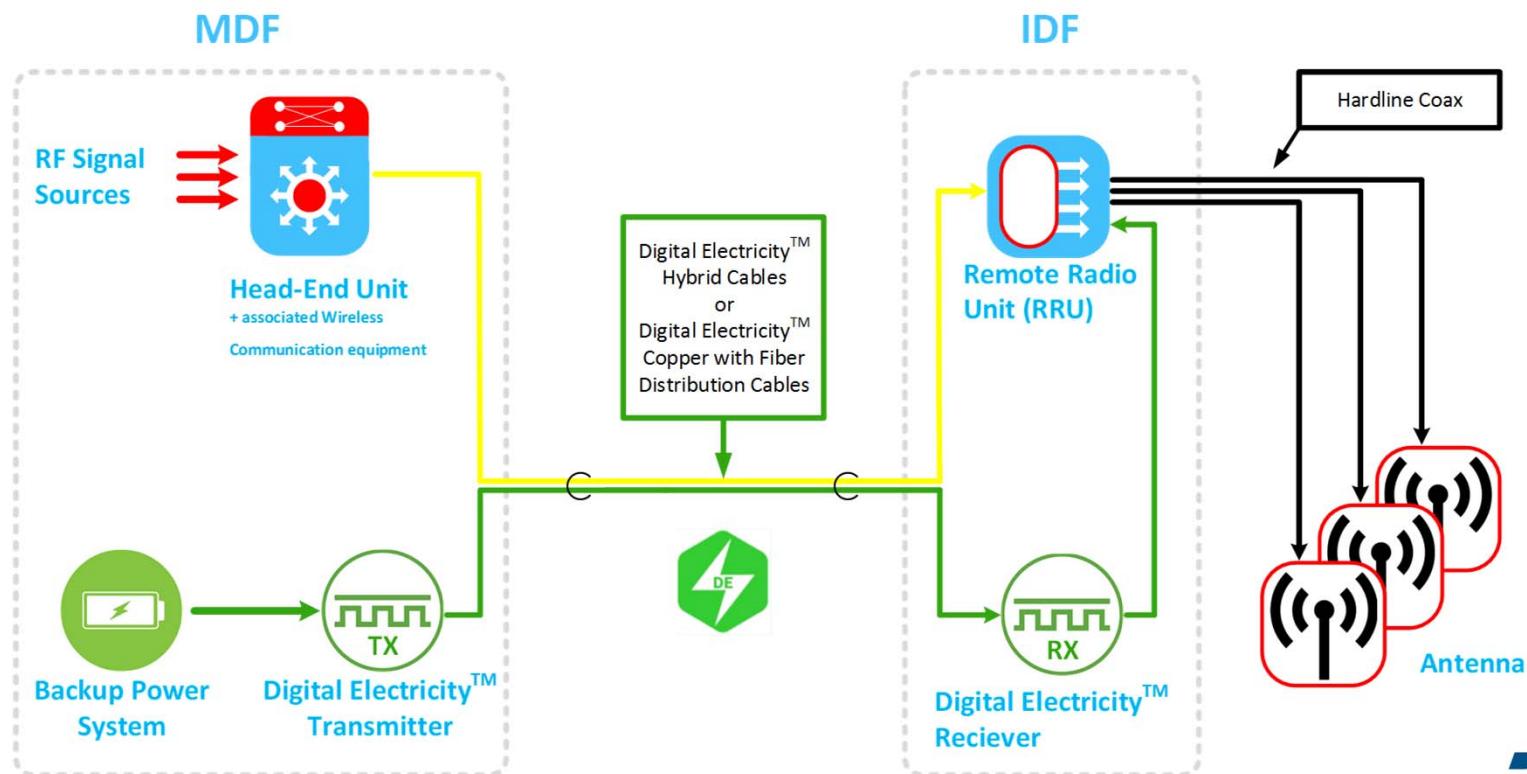 MDF
IDF
Hardline Coax
RF Signal
Sources
Head-End Unit
+ associated Wireless
Communication equipment
Digital Electricity™
Hybrid Cables
or
Digital Electricity™
Copper with Fiber
Distribution Cables
Remote Radio
Unit (RRU)
DE
TX
RX
Backup Power
System
Digital Electricity™
Transmitter
Digital Electricity™
Reciever
Antenna